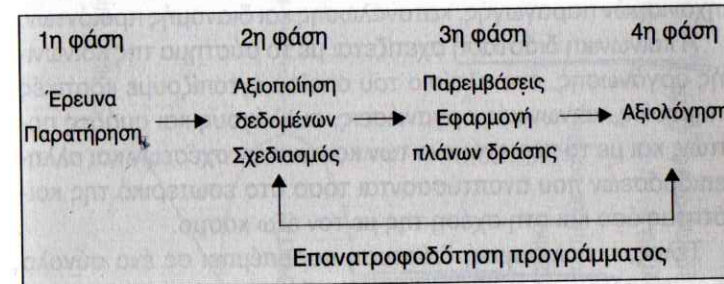 1η φάση 2η φάση 3η φάση 4η φάση
Έρευνα
Παρατήρηση
Αξιοποίηση
δεδομένων
Σχεδιασμός
Παρεμβάσεις
Εφαρμογή
πλάνων δράσης
Αξιολόγηση
Επανατροφοδότηση προγράμματος